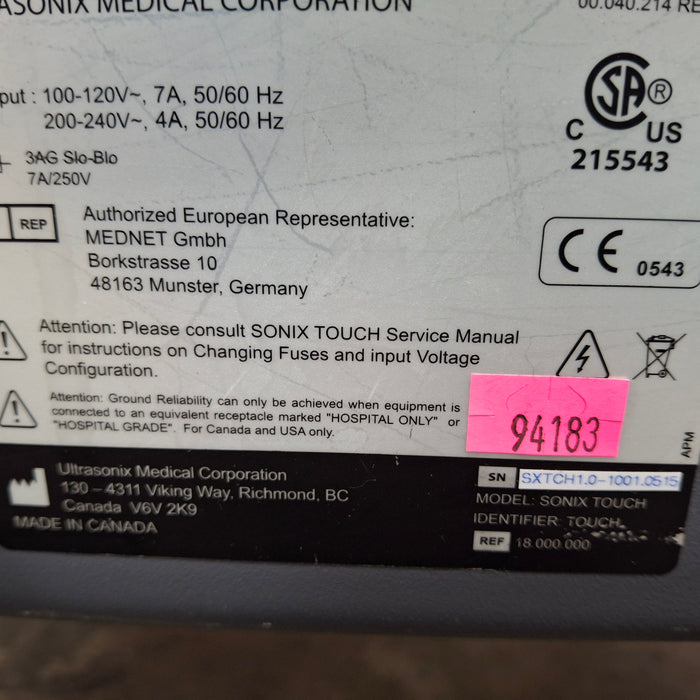 ASONIX MEDICAL CORPORATION
00.040.214 RE
put : 100-120V~, 7A, 50/60 Hz
200-240V~, 4A, 50/60 Hz
3AG Slo-Blo
7A/250V
SA ®
C US
215543
REP
Authorized European Representative:
MEDNET Gmbh
Borkstrasse 10
48163 Munster, Germany
CE 0543
Attention: Please consult SONIX TOUCH Service Manual
for instructions on Changing Fuses and input Voltage
Configuration.
Attention: Ground Reliability can only be achieved when equipment is
connected to an equivalent receptacle marked "HOSPITAL ONLY" or
"HOSPITAL GRADE". For Canada and USA only.
94183
APM
Ultrasonix Medical Corporation
130 – 4311 Viking Way, Richmond, BC
Canada V6V 2K9
MADE IN CANADA
SN SXTCH1.0-1001.0515
MODEL: SONIX TOUCH
IDENTIFIER: TOUCH
REF 18.000.000